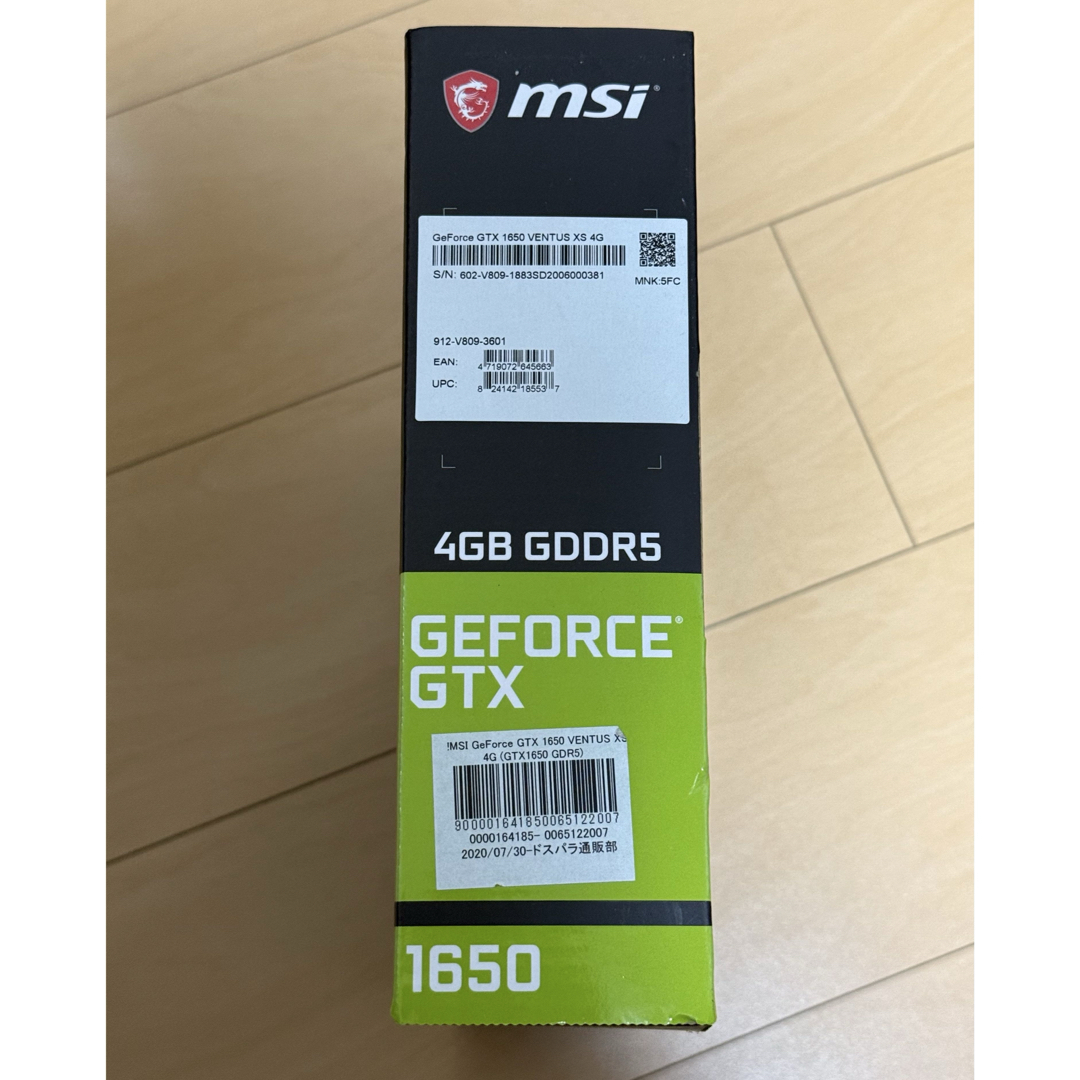 msi
GeForce GTX 1650 VENTUS XS 4G
S/N: 602-V809-1883SD2006000381
MNK:5FC
912-V809-3601
EAN: 4 719072 645663
UPC: 8 24142 18553 7
4GB GDDR5
GEFORCE®
GTX
!MSI GeForce GTX 1650 VENTUS XS
4G (GTX1650 GDR5)
900001641850065122007
0000164185- 0065122007
2020/07/30-ドスパラ通販部
1650